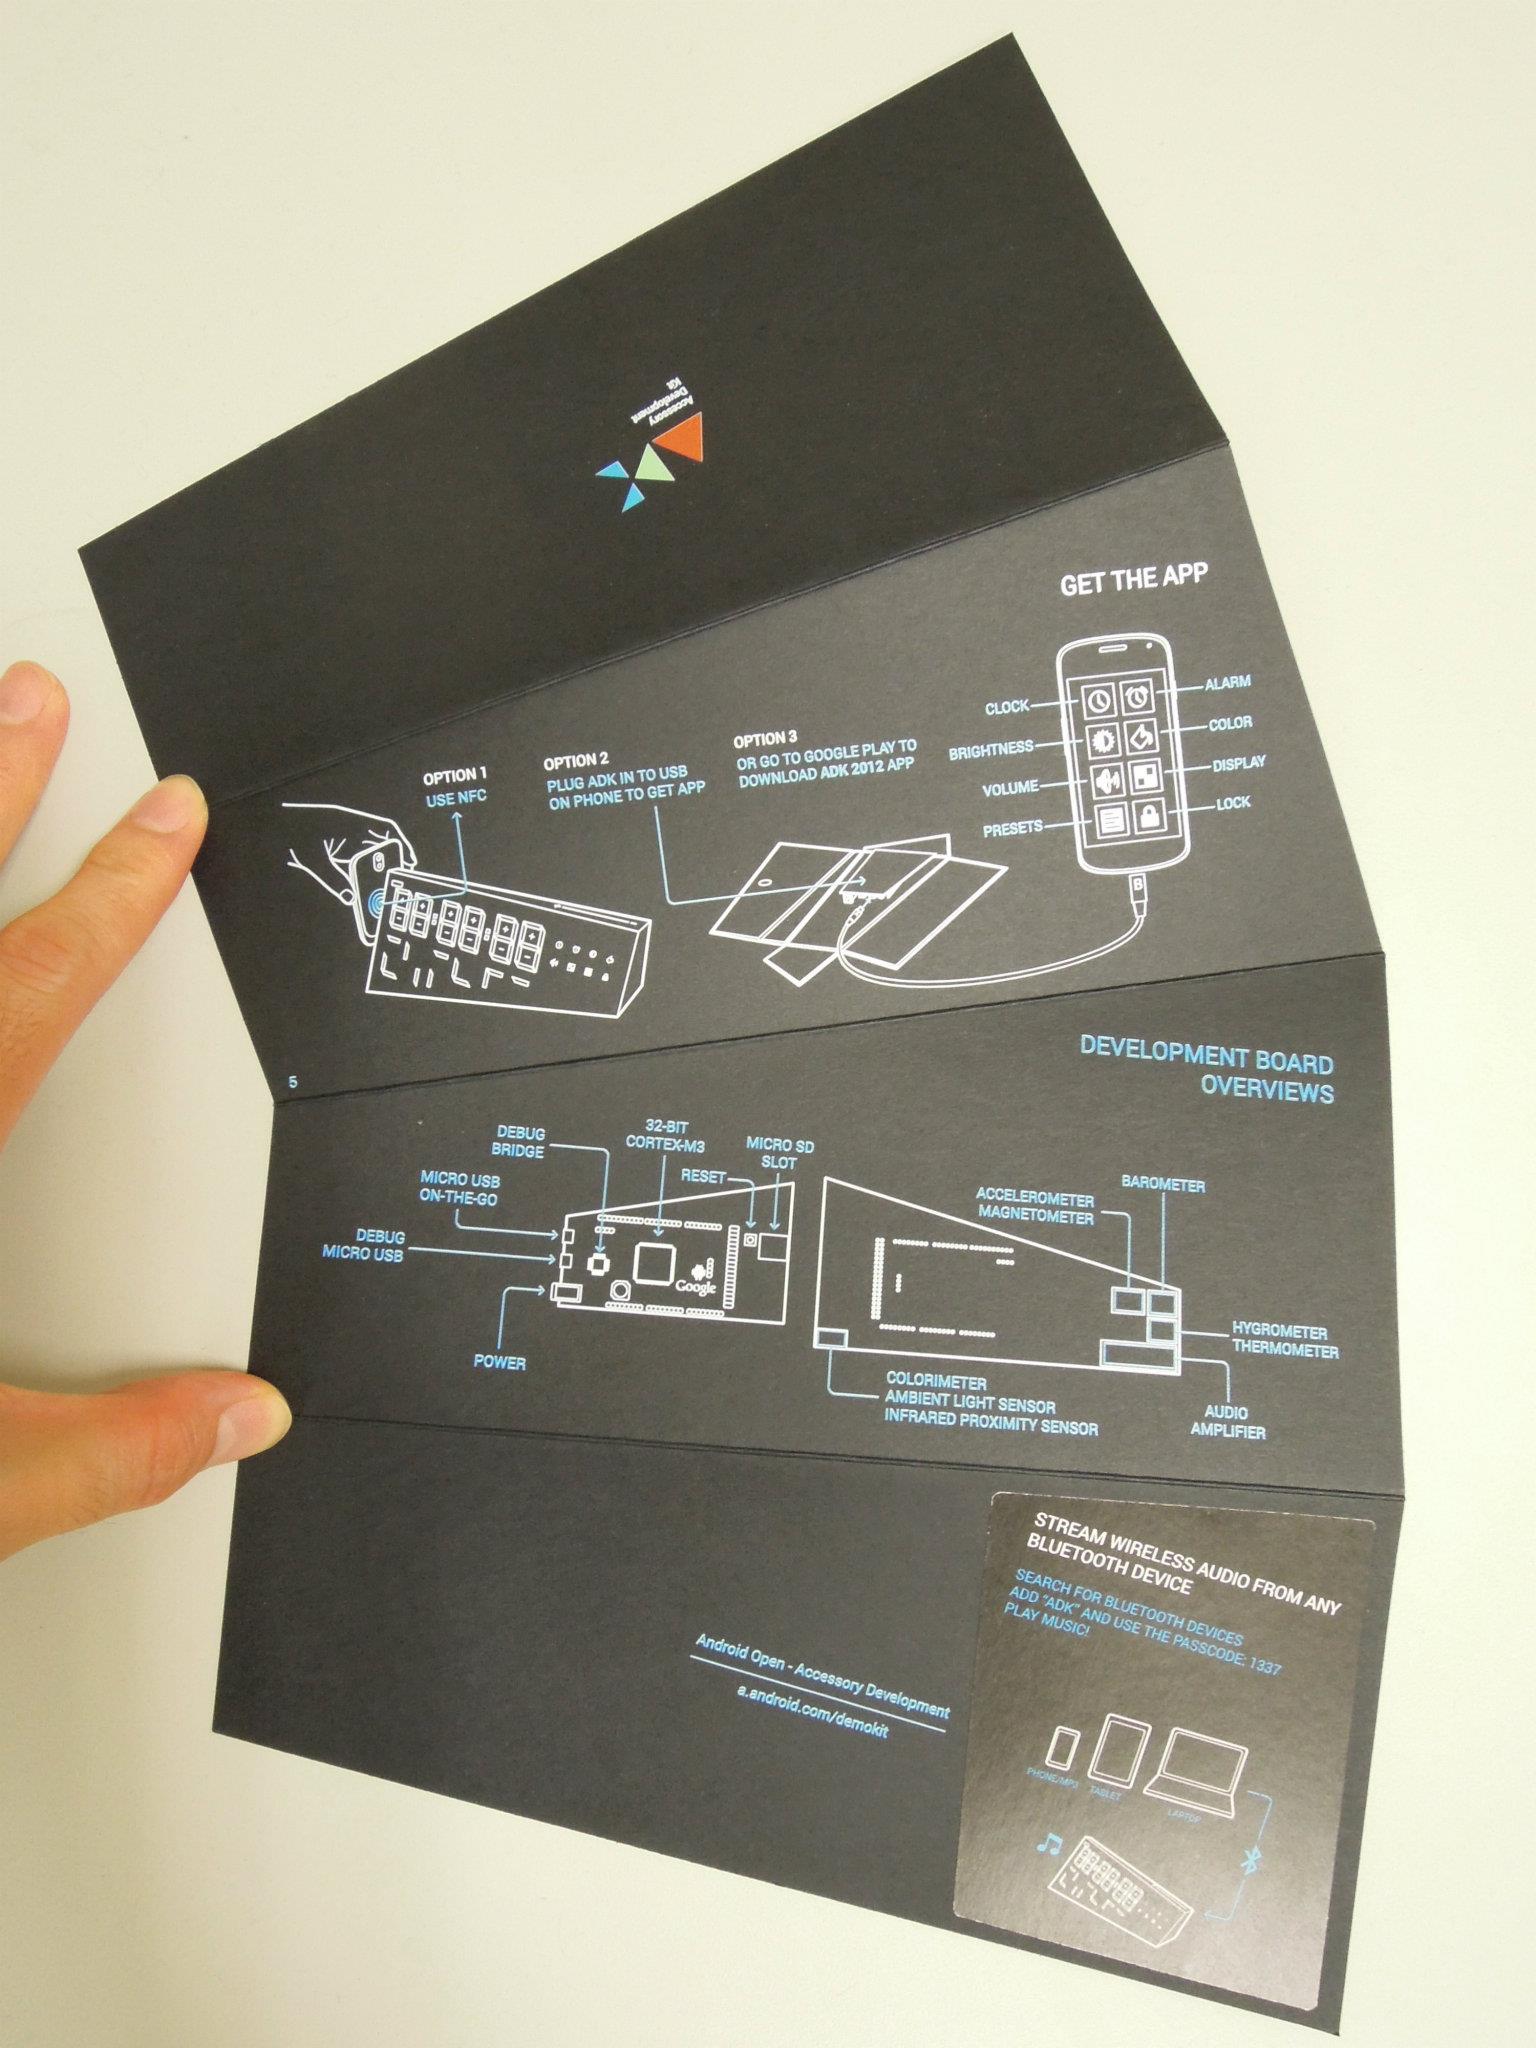 Accessory
Development
Kit
GET THE APP
OPTION 1
USE NFC
OPTION 2
PLUG ADK IN TO USB
ON PHONE TO GET APP
OPTION 3
OR GO TO GOOGLE PLAY TO
DOWNLOAD ADK 2012 APP
CLOCK
BRIGHTNESS
VOLUME
PRESETS
ALARM
COLOR
DISPLAY
LOCK
B
5
DEVELOPMENT BOARD
OVERVIEWS
DEBUG
BRIDGE
32-BIT
CORTEX-M3
MICRO SD
SLOT
RESET
MICRO USB
ON-THE-GO
DEBUG
MICRO USB
POWER
Google
ACCELEROMETER
MAGNETOMETER
BAROMETER
HYGROMETER
THERMOMETER
COLORIMETER
AMBIENT LIGHT SENSOR
INFRARED PROXIMITY SENSOR
AUDIO
AMPLIFIER
Android Open - Accessory Development
a.android.com/demokit
STREAM WIRELESS AUDIO FROM ANY
BLUETOOTH DEVICE
SEARCH FOR BLUETOOTH DEVICES
ADD "ADK" AND USE THE PASSCODE: 1337
PLAY MUSIC!
PHONE/MP3
TABLET
LAPTOP